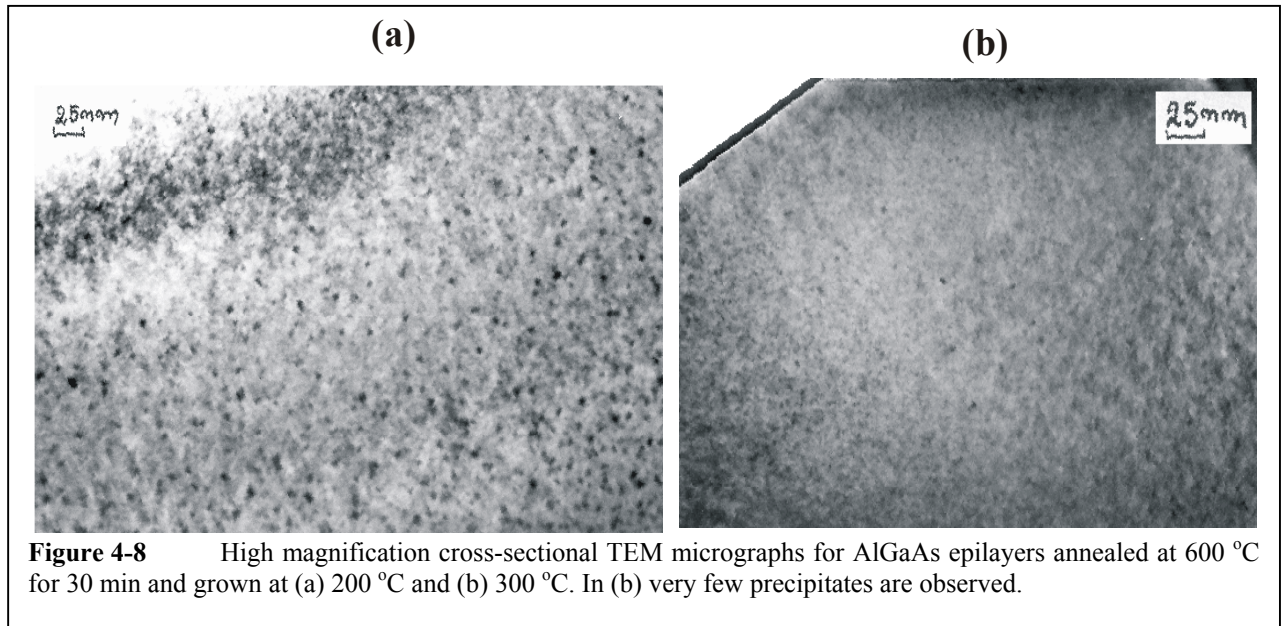 (a)
(b)
25nm
25nm
Figure 4-8 High magnification cross-sectional TEM micrographs for AlGaAs epilayers annealed at 600 °C
for 30 min and grown at (a) 200 °C and (b) 300 °C. In (b) very few precipitates are observed.